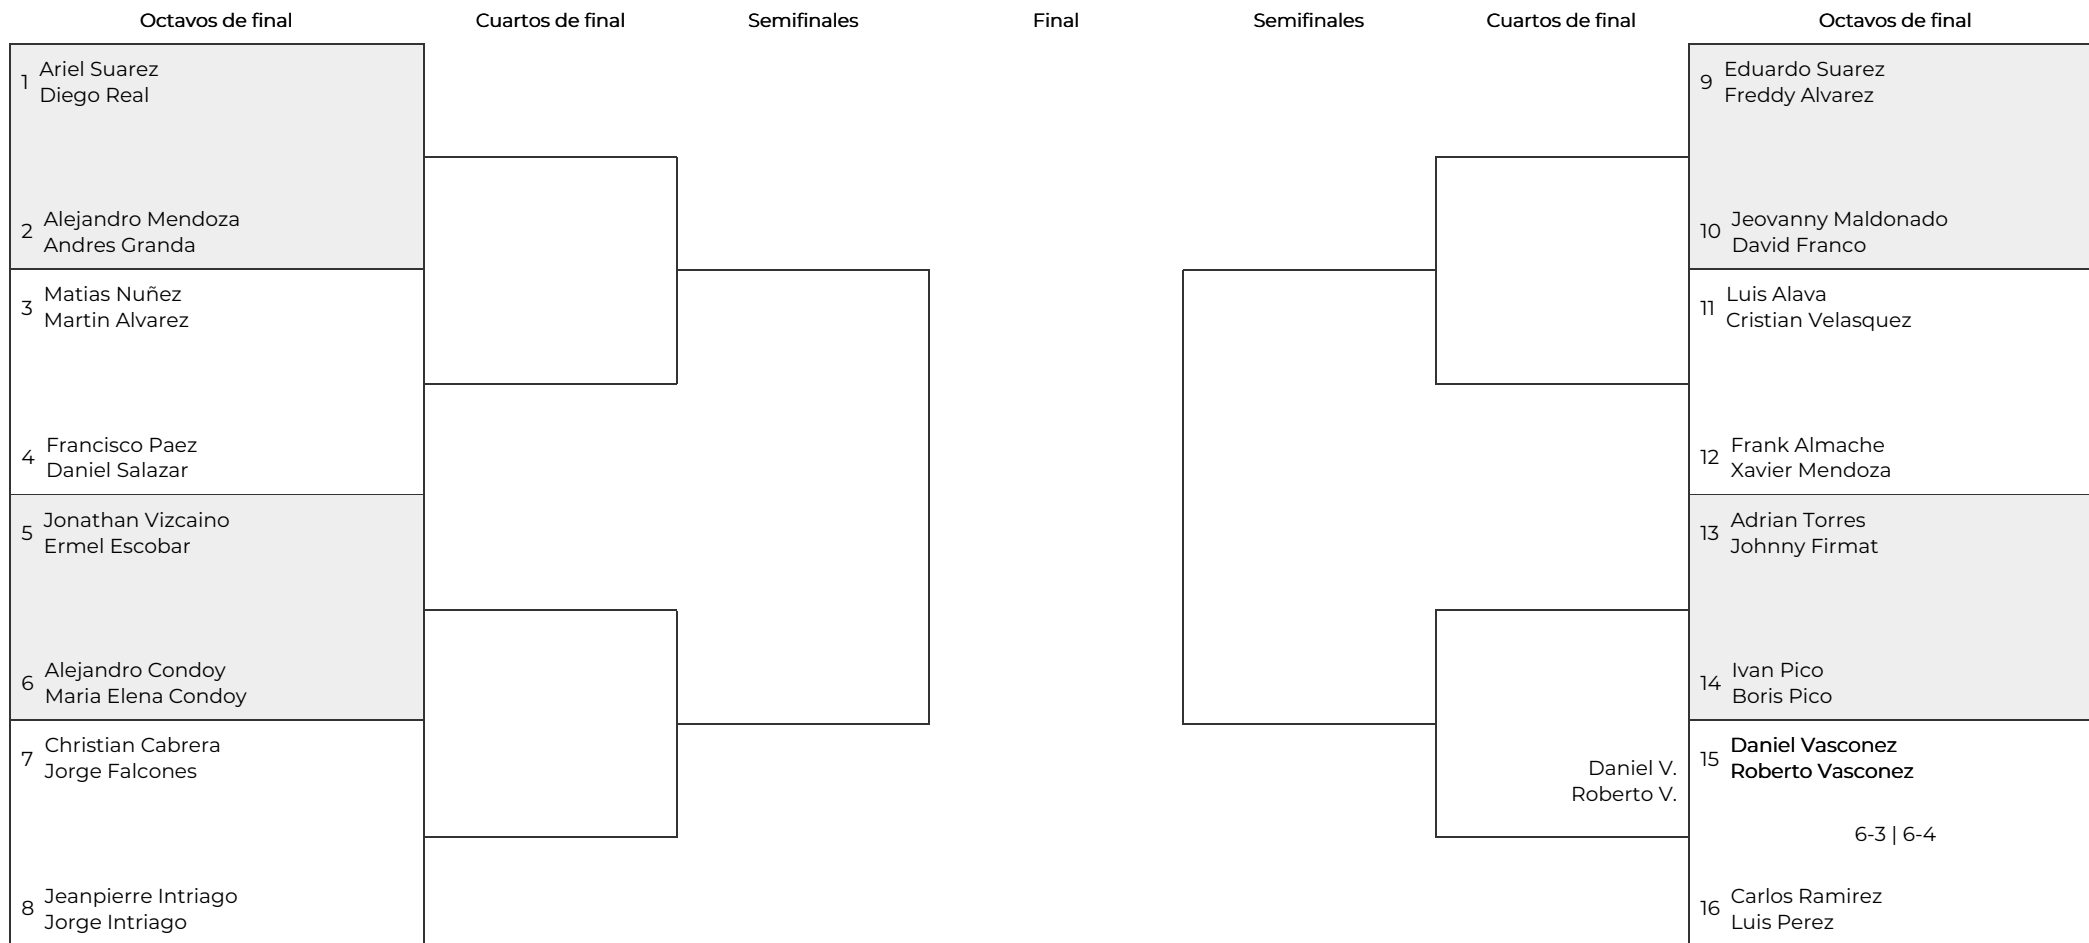 Octavos de final
Cuartos de final
Semifinales
Final
Semifinales
Cuartos de final
Octavos de final
1
Ariel Suarez
Diego Real
2
Alejandro Mendoza
Andres Granda
3
Matias Nuñez
Martin Alvarez
4
Francisco Paez
Daniel Salazar
5
Jonathan Vizcaino
Ermel Escobar
6
Alejandro Condoy
Maria Elena Condoy
7
Christian Cabrera
Jorge Falcones
8
Jeanpierre Intriago
Jorge Intriago
Daniel V.
Roberto V.
9
Eduardo Suarez
Freddy Alvarez
10
Jeovanny Maldonado
David Franco
11
Luis Alava
Cristian Velasquez
12
Frank Almache
Xavier Mendoza
13
Adrian Torres
Johnny Firmat
14
Ivan Pico
Boris Pico
15
Daniel Vasconez
Roberto Vasconez
6-3 | 6-4
16
Carlos Ramirez
Luis Perez